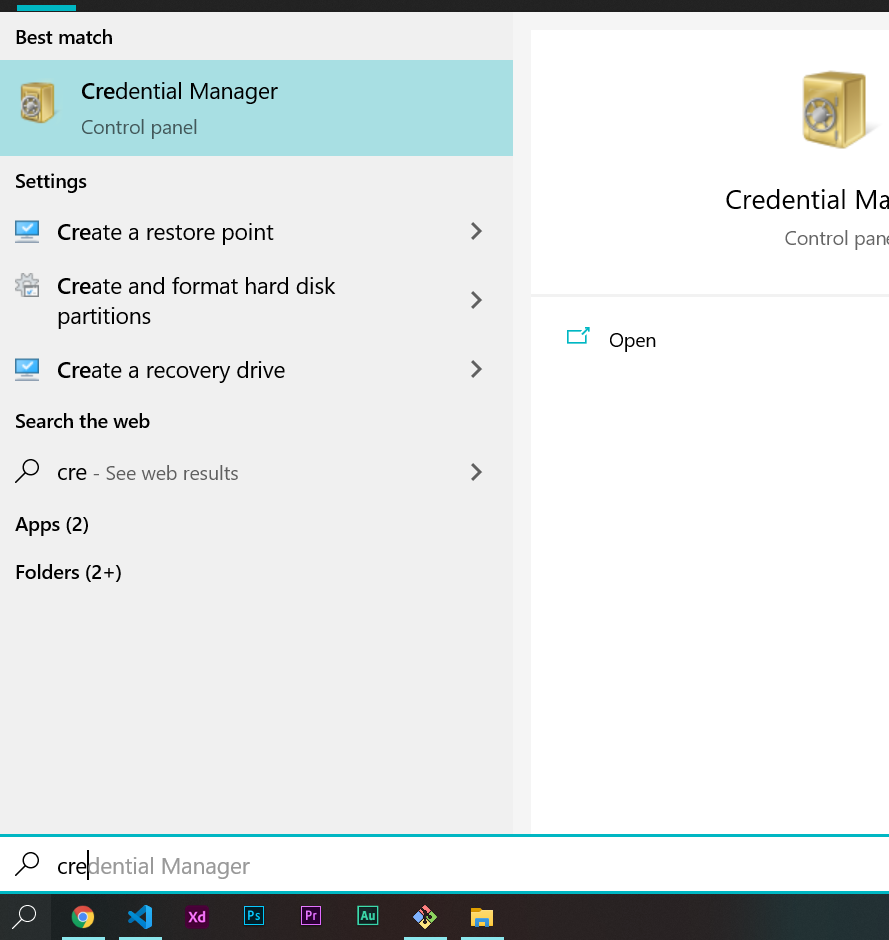 Best match
Credential Manager
Control panel
Settings
Create a restore point
Create and format hard disk
partitions
Create a recovery drive
Search the web
cre - See web results
Apps (2)
Folders (2+)
Credential Ma
Control pane
Open
credential Manager
Xd
Ps
Pr
Au